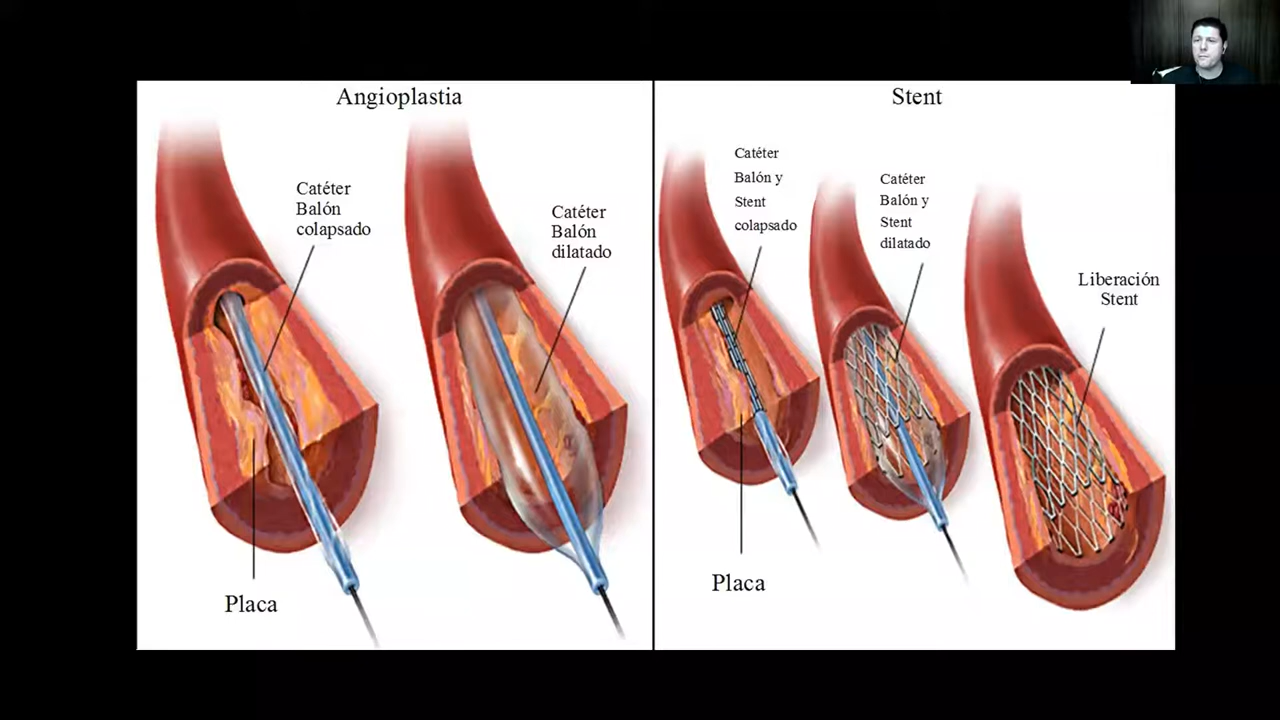 Angioplastia
Catéter
Balón
colapsado
Catéter
Balón
dilatado
Placa
Stent
Catéter
Balón y
Stent
colapsado
Catéter
Balón y
Stent
dilatado
Liberación
Stent
Placa